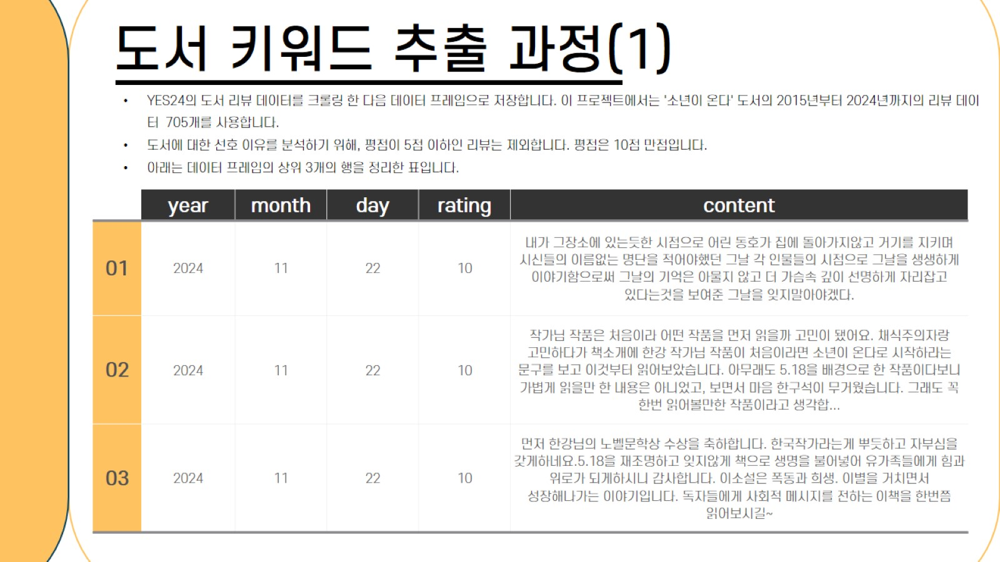 도서 키워드 추출 과정(1)
• YES24의 도서 리뷰 데이터를 크롤링 한 다음 데이터 프레임으로 저장합니다. 이 프로젝트에서는 '소년이 온다' 도서의 2015년부터 2024년까지의 리뷰 데이
터 705개를 사용합니다.
• 도서에 대한 선호 이유를 분석하기 위해, 평점이 5점 이하인 리뷰는 제외합니다. 평점은 10점 만점입니다.
• 아래는 데이터 프레임의 상위 3개의 행을 정리한 표입니다.
year month day rating content
01 2024 11 22 10
내가 그장소에 있는듯한 시점으로 어린 동호가 집에 돌아가지않고 거기를 지키며
시신들의 이름없는 명단을 적어야했던 그날 각 인물들의 시점으로 그날을 생생하게
이야기함으로써 그날의 기억은 아물지 않고 더 가슴속 깊이 선명하게 자리잡고
있다는것을 보여준 그날을 잊지말아야겠다.
02 2024 11 22 10
작가님 작품은 처음이라 어떤 작품을 먼저 읽을까 고민이 됐어요. 채식주의자랑
고민하다가 책소개에 한강 작가님 작품이 처음이라면 소년이 온다로 시작하라는
문구를 보고 이것부터 읽어보았습니다. 아무래도 5.18을 배경으로 한 작품이다보니
가볍게 읽을만 한 내용은 아니었고, 보면서 마음 한구석이 무거웠습니다. 그래도 꼭
한번 읽어볼만한 작품이라고 생각합...
03 2024 11 22 10
먼저 한강님의 노벨문학상 수상을 축하합니다. 한국작가라는게 뿌듯하고 자부심을
갖게하네요.5.18을 재조명하고 잊지않게 책으로 생명을 불어넣어 유가족들에게 힘과
위로가 되게하시니 감사합니다. 이소설은 폭동과 희생. 이별을 거치면서
성장해나가는 이야기입니다. 독자들에게 사회적 메시지를 전하는 이책을 한번쯤
읽어보시길~